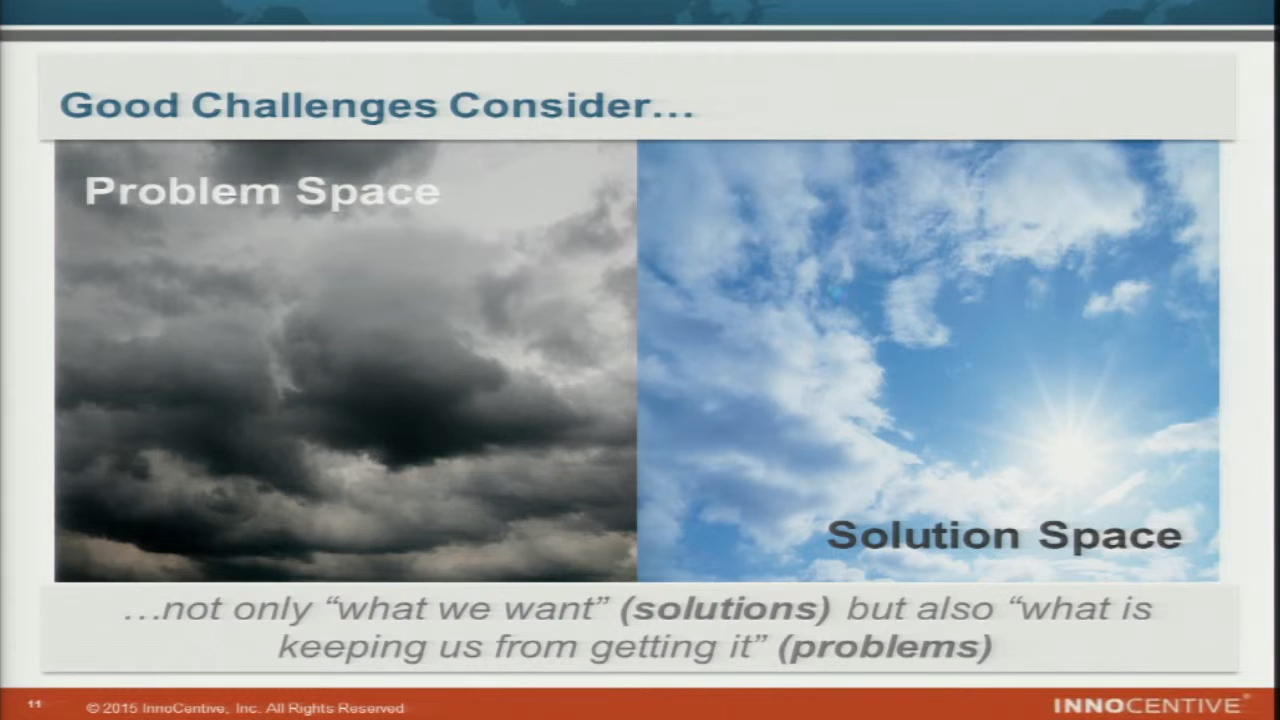 Good Challenges Consider...
Problem Space
Solution Space
...not only “what we want” (solutions) but also “what is
keeping us from getting it” (problems)
11
© 2015 InnoCentive, Inc. All Rights Reserved
INNOCENTIVE®